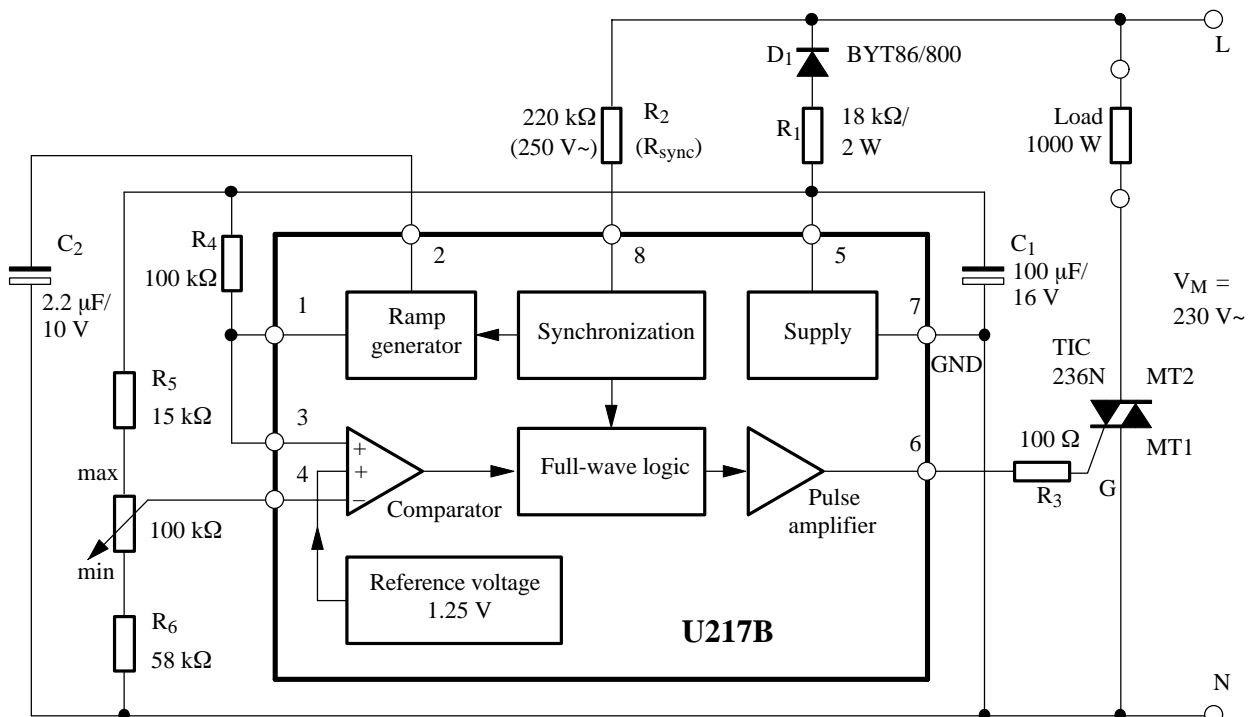 L
D1
BYT86/800
220 kΩ
(250 V~)
R2
(Rsync)
R1
18 kΩ/
2 W
Load
1000 W
R4
100 kΩ
C2
2.2 μF/
10 V
2
8
5
C1
100 μF/
16 V
VM =
230 V~
1
Ramp
generator
Synchronization
Supply
7
GND
TIC
236N
MT2
MT1
R5
15 kΩ
3
4
+
+
−
Comparator
Full-wave logic
Pulse
amplifier
6
100 Ω
R3
G
max
100 kΩ
min
Reference voltage
1.25 V
R6
58 kΩ
U217B
N